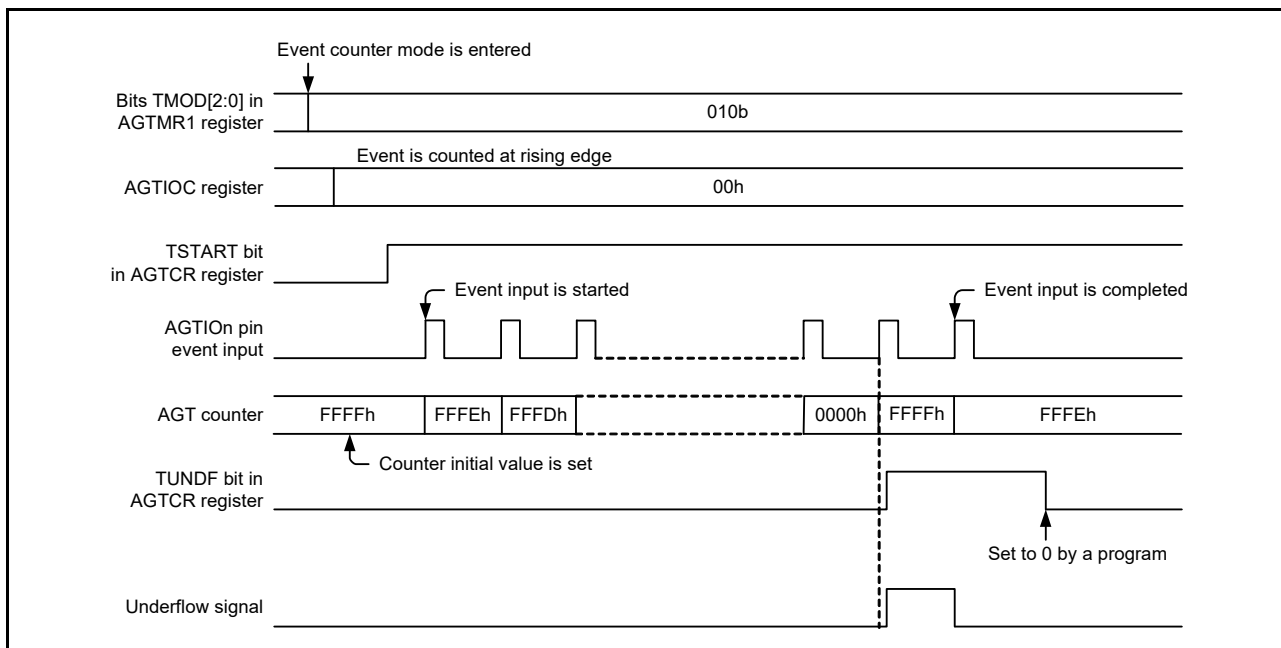 Event counter mode is entered
Bits TMOD[2:0] in
AGTMR1 register
010b
Event is counted at rising edge
AGTIOC register
00h
TSTART bit
in AGTCR register
Event input is started
Event input is completed
AGTIOn pin
event input
AGT counter
FFFFh
FFFEh
FFFDh
0000h
FFFFh
FFFEh
Counter initial value is set
TUNDF bit in
AGTCR register
Set to 0 by a program
Underflow signal